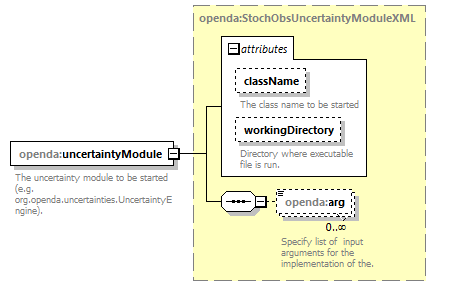 openda:StochObsUncertaintyModuleXML
attributes
className
The class name to be started
workingDirectory
Directory where executable
file is run.
openda:uncertaintyModule
The uncertainty module to be started
(e.g.
org.openda.uncertainties.UncertaintyE
ngine).
openda:arg
0..∞
Specify list of input
arguments for the
implementation of the.